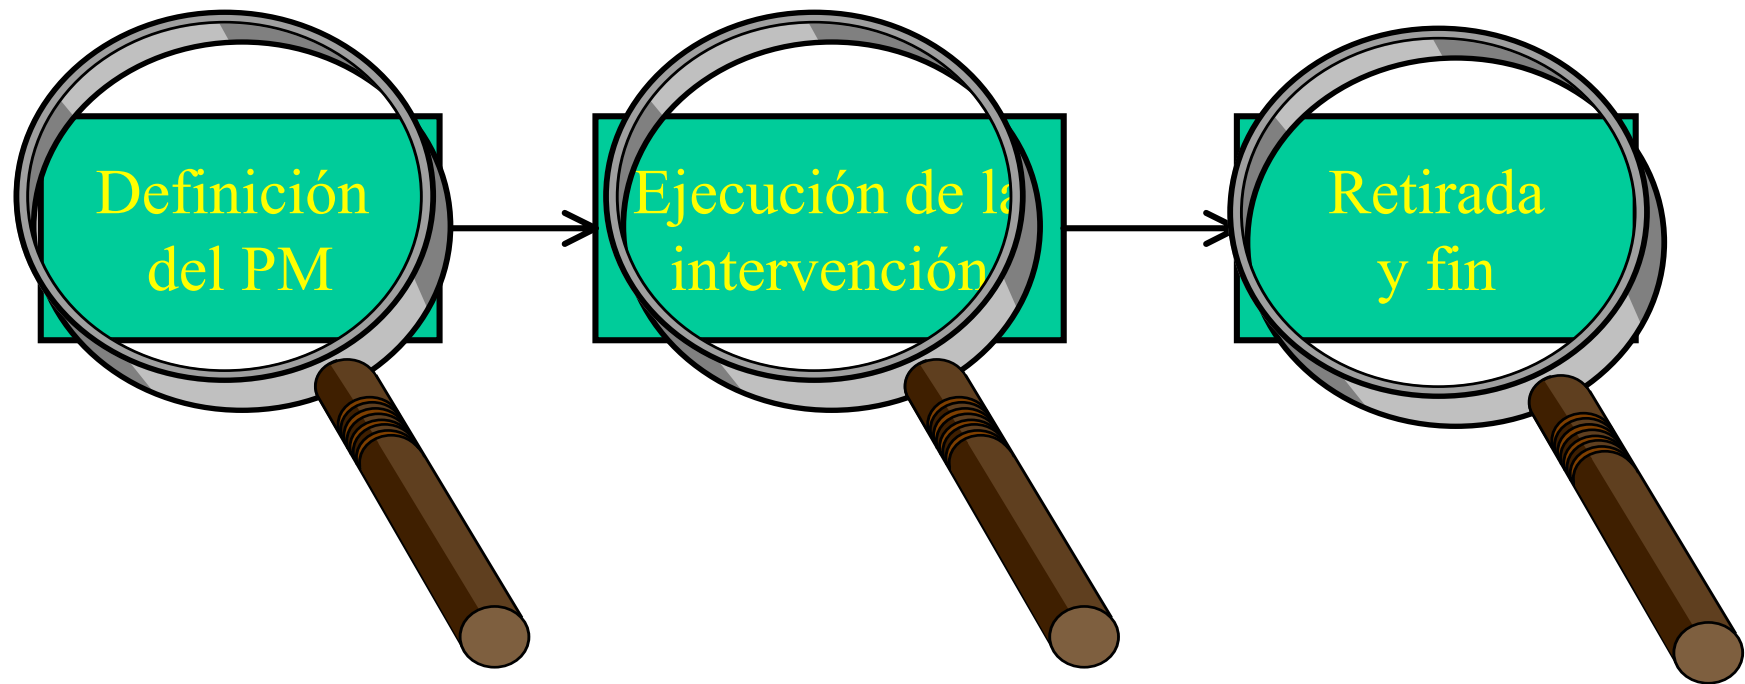 Definición
del PM
Ejecución de la
intervención
Retirada
y fin